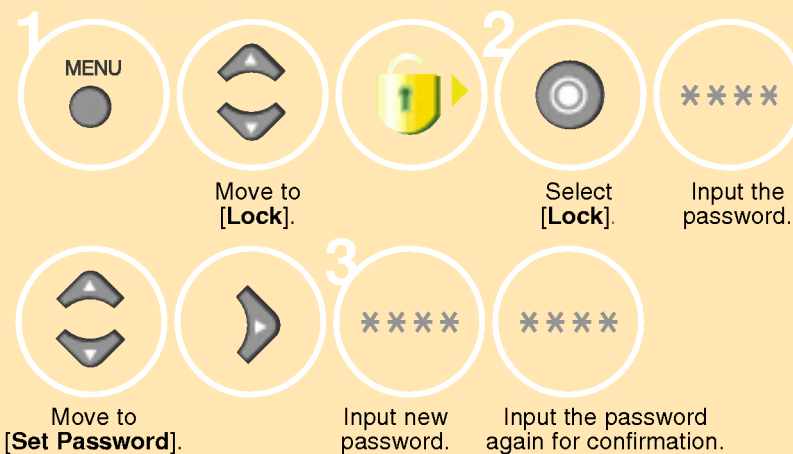 1
MENU
Move to
[Lock].
2
Select
[Lock].
****
Input the
password.
Move to
[Set Password].
3
****
Input new
password.
****
Input the password
again for confirmation.